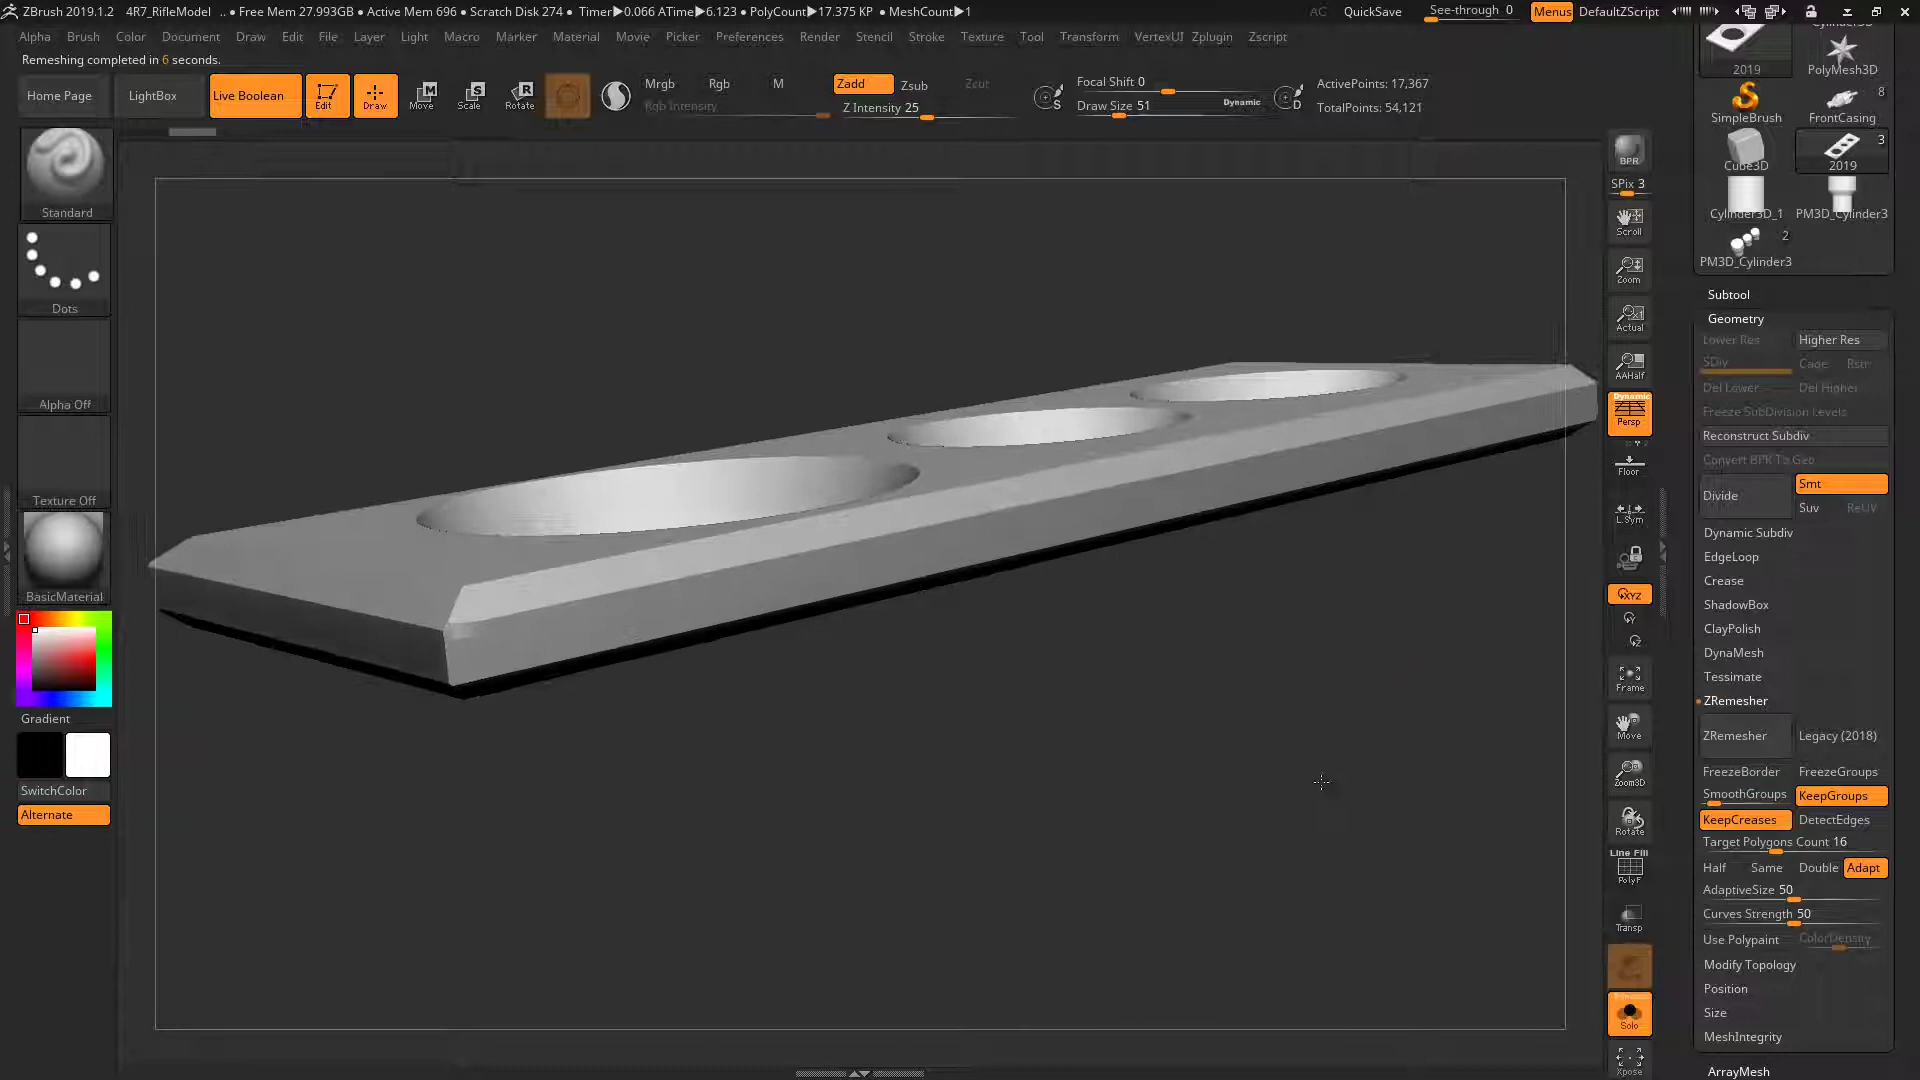 ZBrush 2019.1.2 4R7_RifleModel .. • Free Mem 27.993GB • Active Mem 696 • Scratch Disk 274 • Timer▶0.066 ATime▶6.123 • PolyCount▶17.375 KP • MeshCount▶1 AC QuickSave See-through 0 Menus DefaultZScript
Alpha Brush Color Document Draw Edit File Layer Light Macro Marker Material Movie Picker Preferences Render Stencil Stroke Texture Tool Transform VertexUI Zplugin Zscript
Remeshing completed in 6 seconds.
Home Page LightBox Live Boolean Edit Draw Move Scale Rotate
Mrgb Rgb M
Rgb Intensity
Zadd Zsub Zcut
Z Intensity 25
S
Focal Shift 0
Draw Size 51 Dynamic
D
ActivePoints: 17,367
TotalPoints: 54,121
Standard
Dots
Alpha Off
Texture Off
BasicMaterial
Gradient
SwitchColor
Alternate
BPR
SPix 3
Scroll
Zoom
Actual
AAHalf
Dynamic
Persp
Floor
L.Sym
XYZ
Y
Z
Frame
Move
Zoom3D
Rotate
Line Fill
PolyF
Transp
Solo
Xpose
2019 PolyMesh3D
8
SimpleBrush FrontCasing
3
Cube3D 2019
Cylinder3D_1 PM3D_Cylinder3
2
PM3D_Cylinder3
Subtool
Geometry
Lower Res Higher Res
SDiv Cage Rstr
Del Lower Del Higher
Freeze SubDivision Levels
Reconstruct Subdiv
Convert BPR To Geo
Divide Smt
Suv ReUV
Dynamic Subdiv
EdgeLoop
Crease
ShadowBox
ClayPolish
DynaMesh
Tessimate
ZRemesher
ZRemesher Legacy (2018)
FreezeBorder FreezeGroups
SmoothGroups KeepGroups
KeepCreases DetectEdges
Target Polygons Count 16
Half Same Double Adapt
AdaptiveSize 50
Curves Strength 50
Use Polypaint ColorDensity
Modify Topology
Position
Size
MeshIntegrity
ArrayMesh